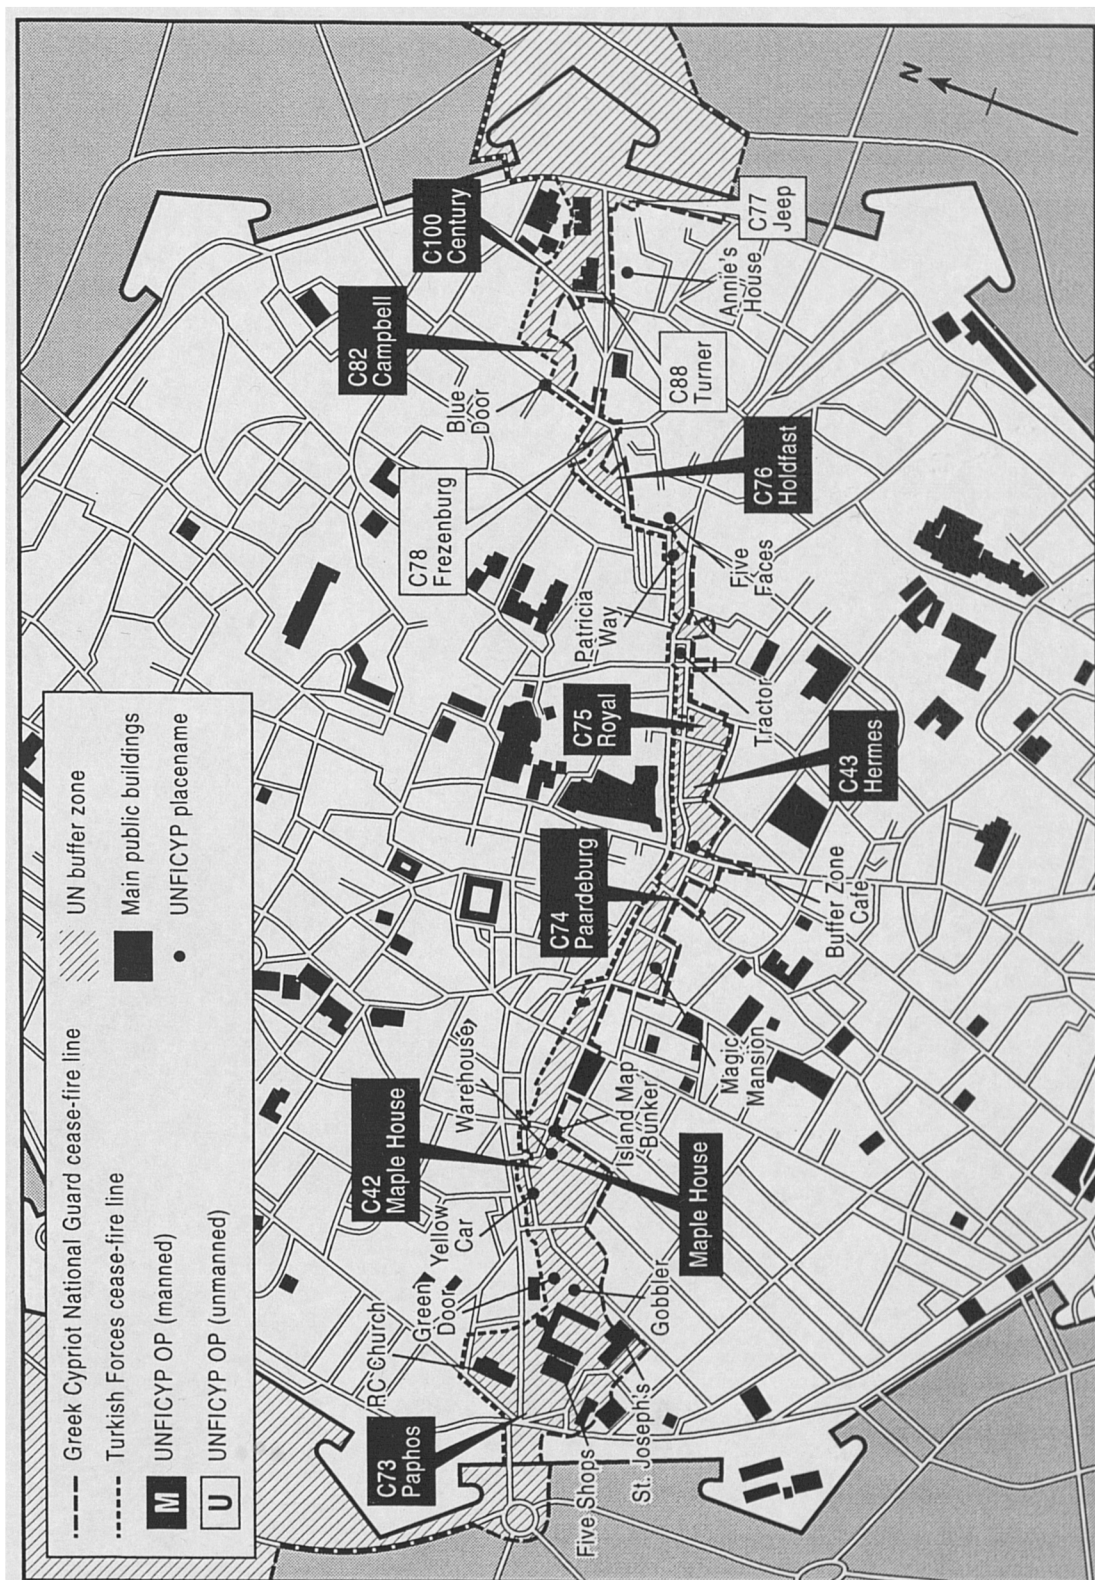 Greek Cypriot National Guard cease-fire line
Turkish Forces cease-fire line
M UNFICYP OP (manned)
U UNFICYP OP (unmanned)
UN buffer zone
Main public buildings
UNFICYP placename
N
C73
Paphos
RC Church
Green
Door
Yellow
Car
C42
Maple House
Warehouse
C74
Paardeburg
C75
Royal
Patricia
Way
C78
Frezenburg
Blue
Door
C82
Campbell
C100
Century
Five Shops
St. Joseph's
Gobbler
Maple House
Island Map
Bunker
Magic
Mansion
Buffer Zone
Cafe
C43
Hermes
Tractor
Five
Faces
C76
Holdfast
C88
Turner
Annie's
House
C77
Jeep